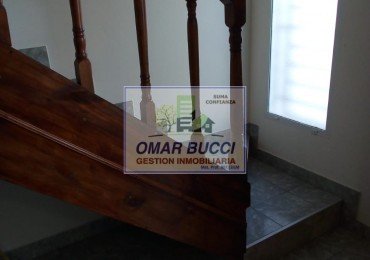 SUMA
CONFIANZA
OMAR BUCCI
GESTION INMOBILIARIA